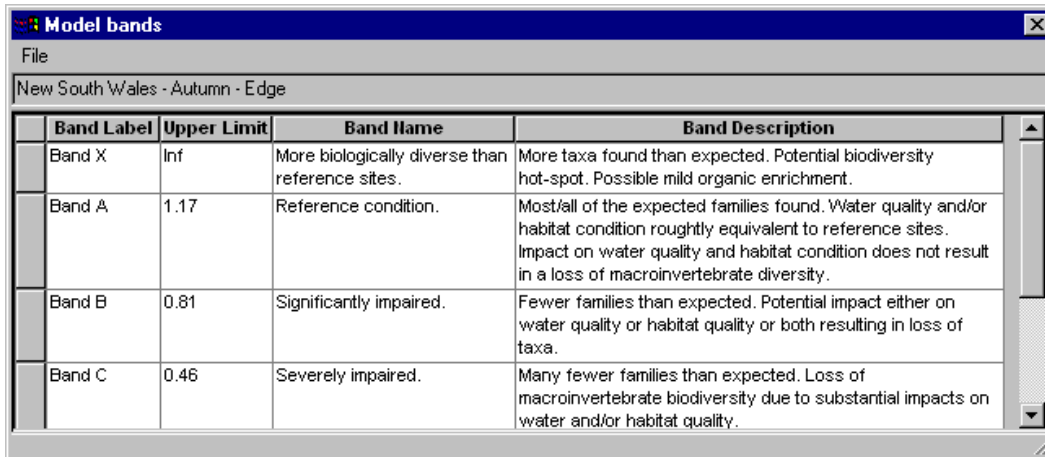 Model bands
File
New South Wales - Autumn - Edge
Band Label Upper Limit Band Name Band Description
Band X Inf More biologically diverse than reference sites. More taxa found than expected. Potential biodiversity
hot-spot. Possible mild organic enrichment.
Band A 1.17 Reference condition. Most/all of the expected families found. Water quality and/or
habitat condition roughtly equivalent to reference sites.
Impact on water quality and habitat condition does not result
in a loss of macroinvertebrate diversity.
Band B 0.81 Significantly impaired. Fewer families than expected. Potential impact either on
water quality or habitat quality or both resulting in loss of
taxa.
Band C 0.46 Severely impaired. Many fewer families than expected. Loss of
macroinvertebrate biodiversity due to substantial impacts on
water and/or habitat quality.